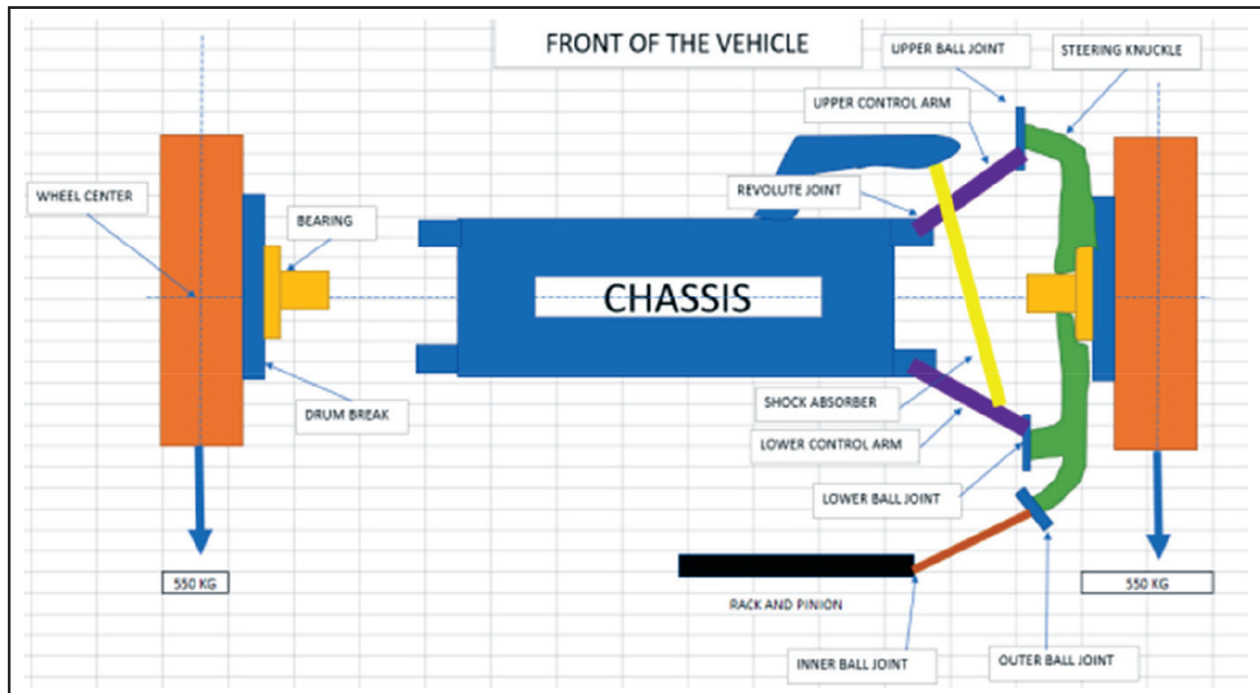 FRONT OF THE VEHICLE
UPPER BALL JOINT
STEERING KNUCKLE
UPPER CONTROL ARM
WHEEL CENTER
REVOLUTE JOINT
BEARING
CHASSIS
DRUM BREAK
SHOCK ABSORBER
LOWER CONTROL ARM
LOWER BALL JOINT
550 KG
550 KG
RACK AND PINION
INNER BALL JOINT
OUTER BALL JOINT